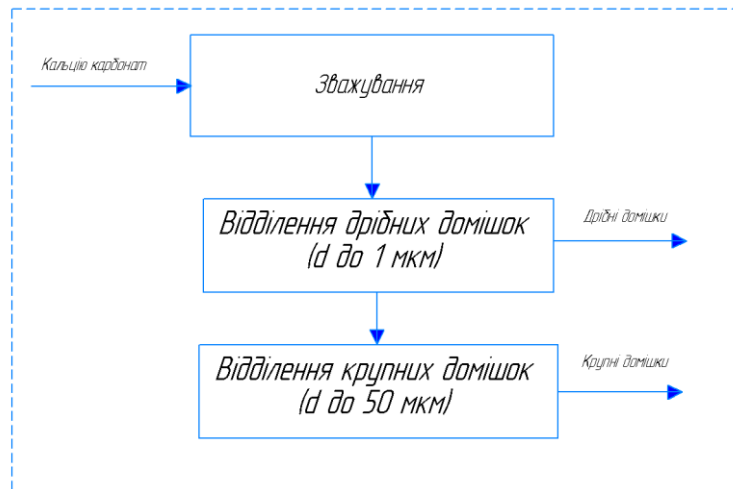 Кальцію карбонат
Зважування
Відділення дрібних домішок
(d до 1 мкм)
Дрібні домішки
Відділення крупних домішок
(d до 50 мкм)
Крупні домішки